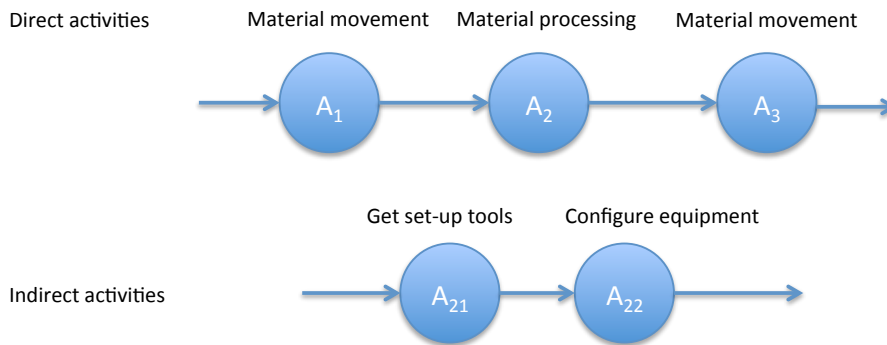 Direct activities
Material movement
Material processing
Material movement
A1
A2
A3
Get set-up tools
Configure equipment
Indirect activities
A21
A22